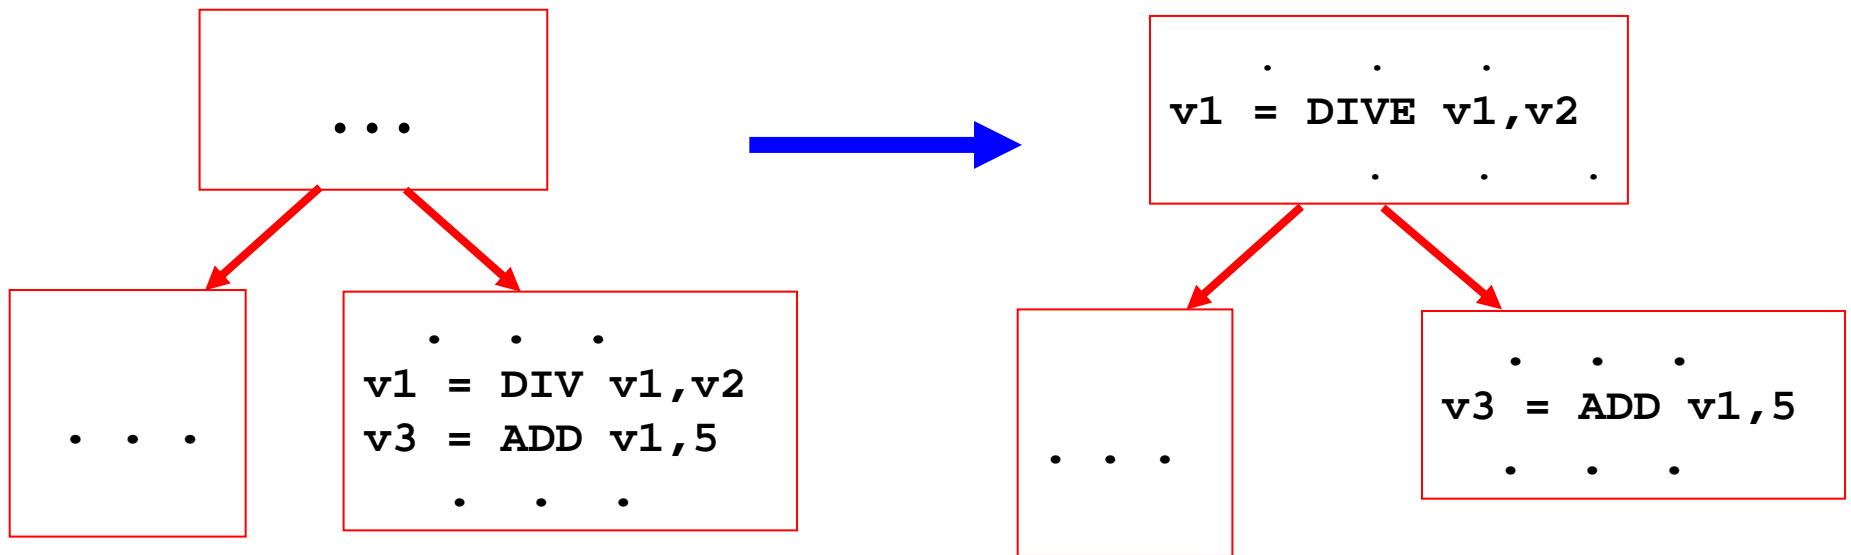 ...
. . .
. . .
v1 = DIV v1,v2
v3 = ADD v1,5
. . .
. . .
v1 = DIVE v1,v2
. . .
. . .
. . .
v3 = ADD v1,5
. . .